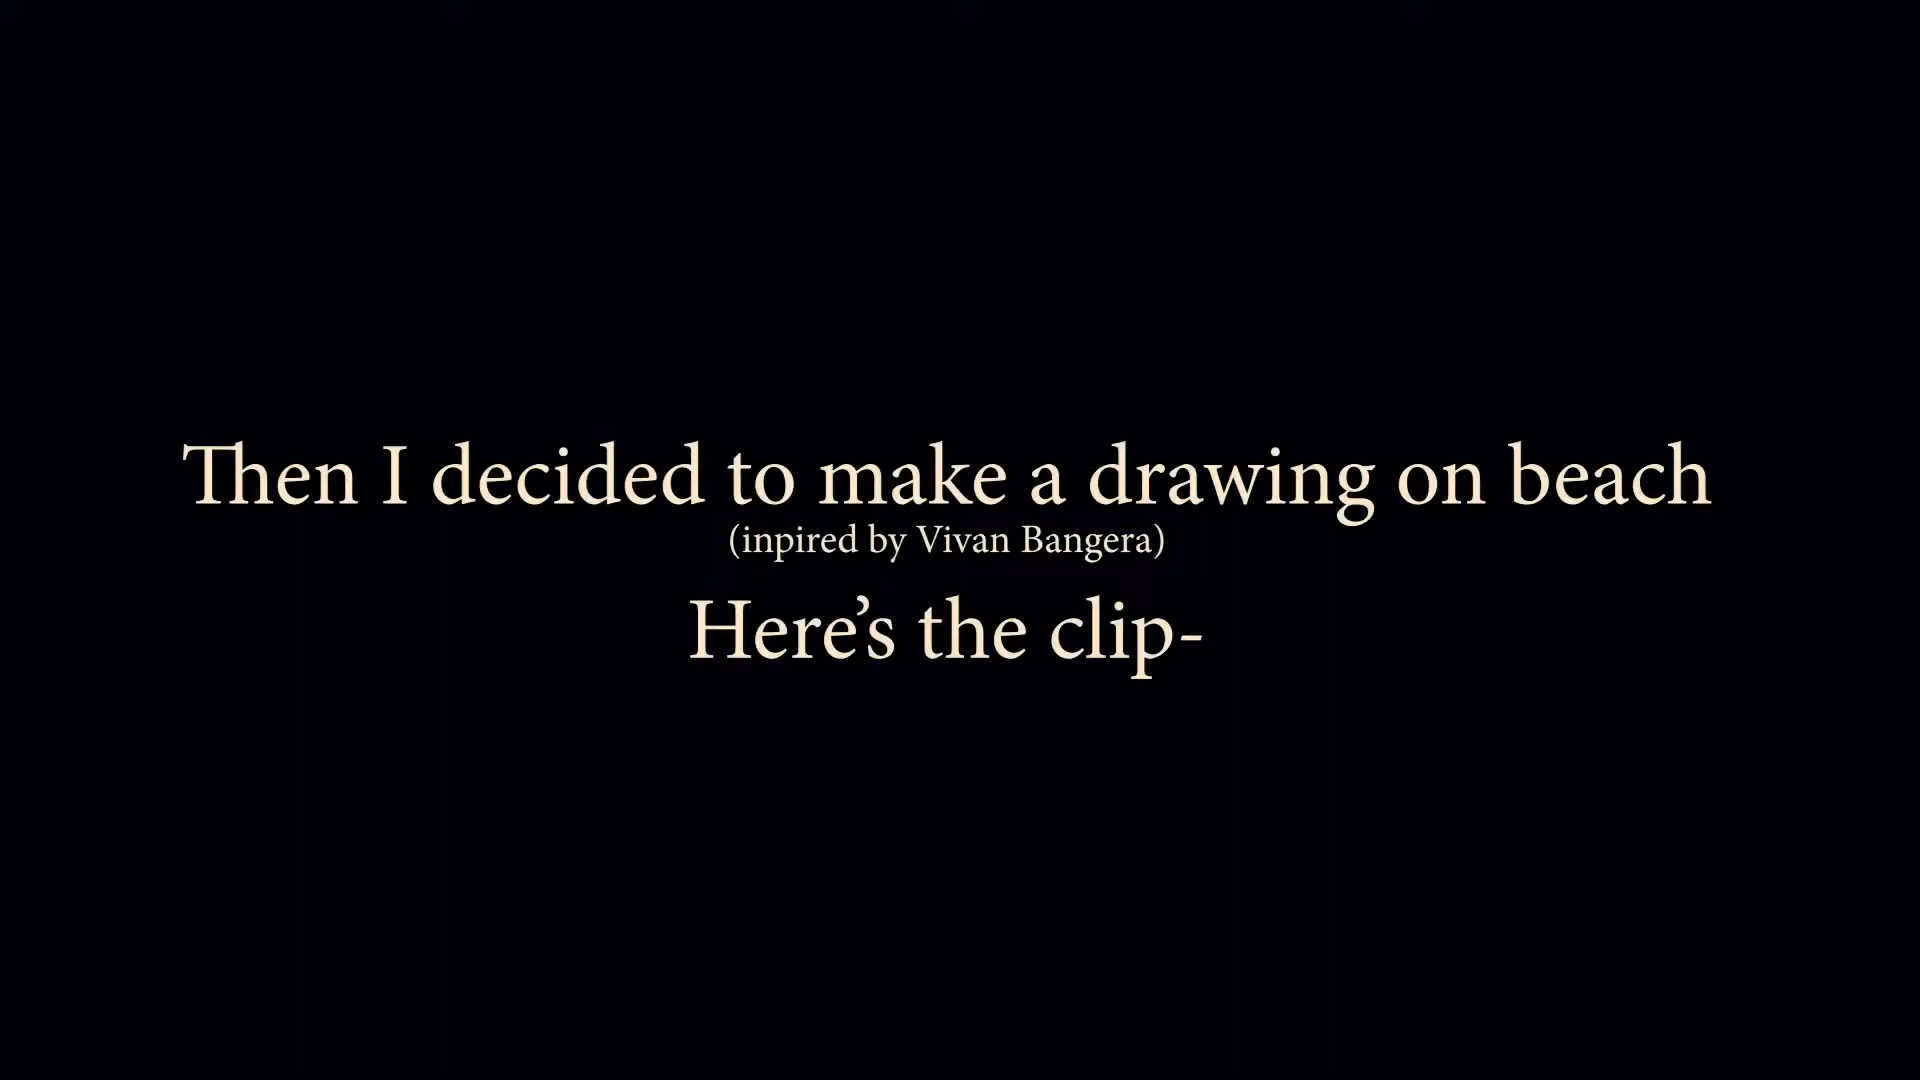 Then I decided to make a drawing on beach
(inpired by Vivan Bangera)
Here’s the clip-